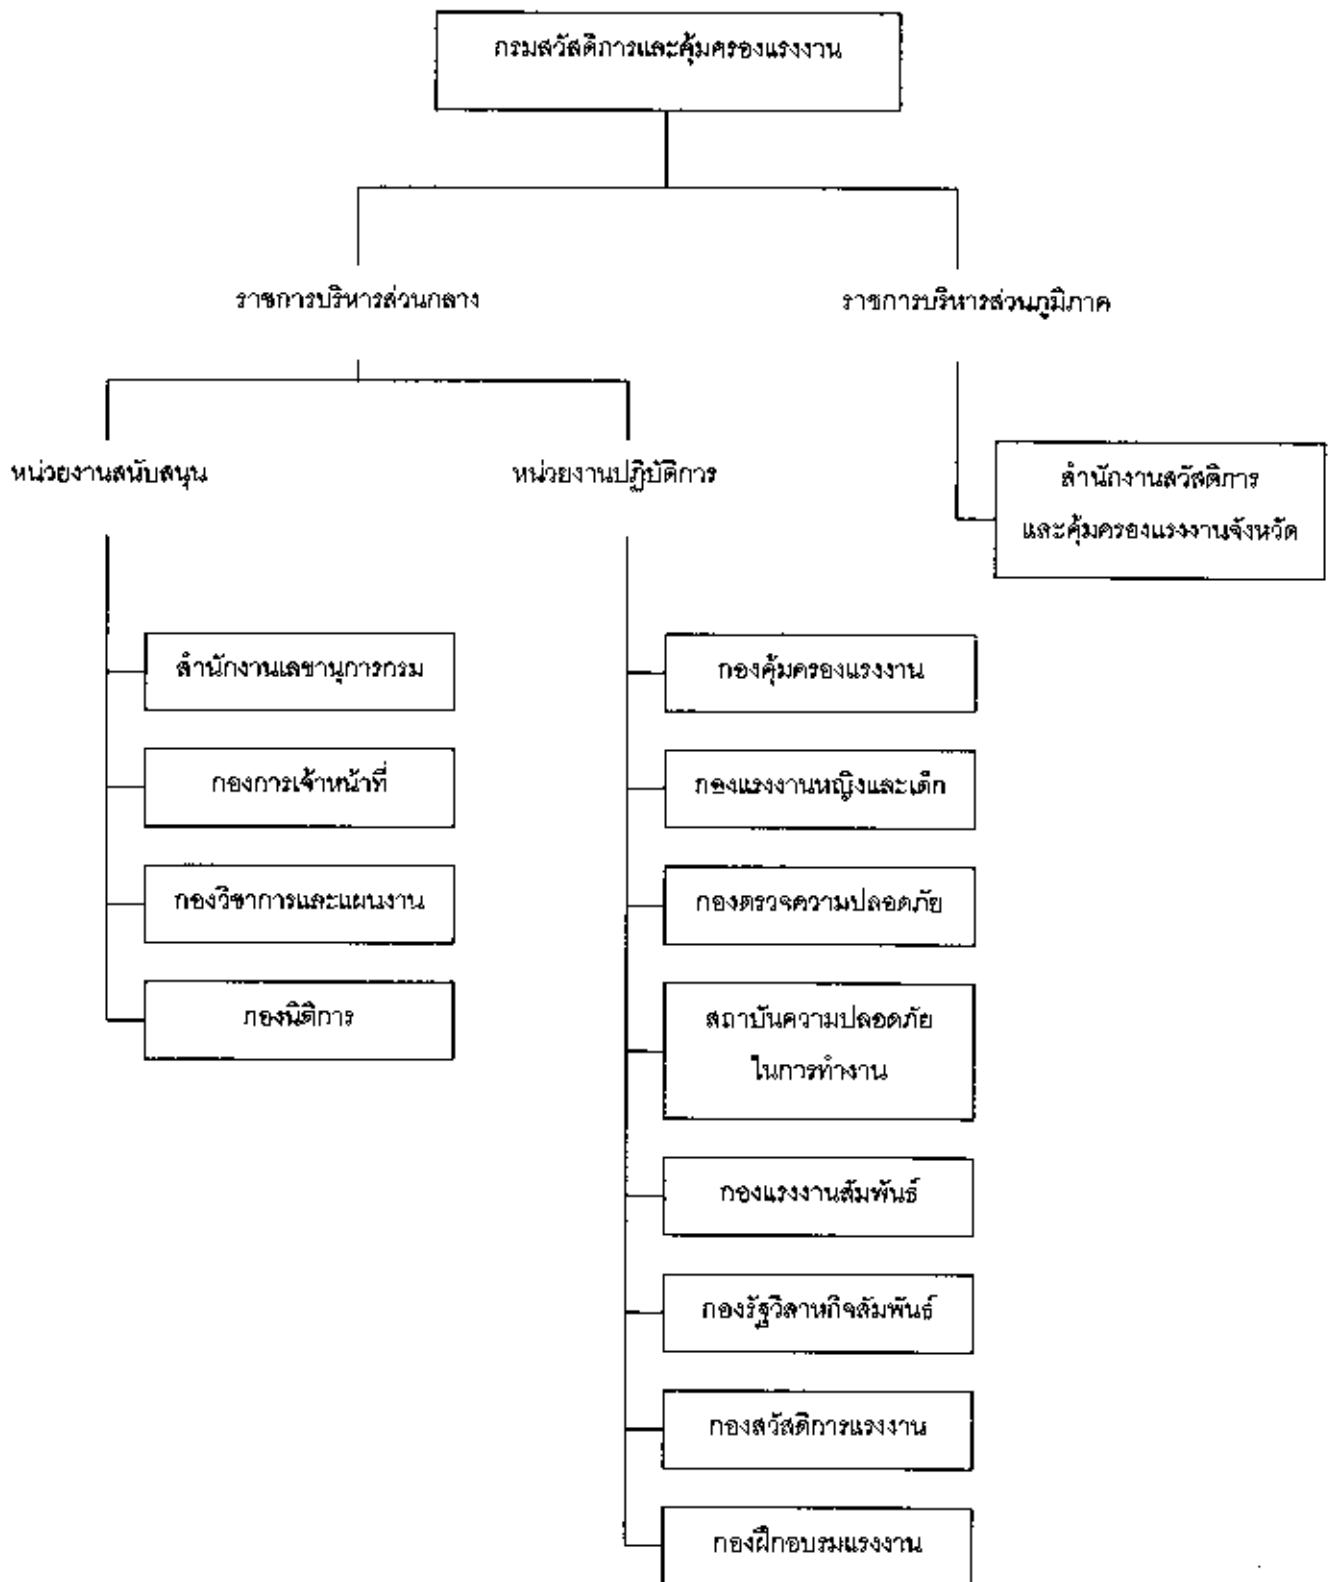 กรมสวัสดิการและคุ้มครองแรงงาน
ราชการบริหารส่วนกลาง
ราชการบริหารส่วนภูมิภาค
หน่วยงานสนับสนุน
หน่วยงานปฏิบัติการ
สำนักงานสวัสดิการ
และคุ้มครองแรงงานจังหวัด
สำนักงานเลขานุการกรม
กองการเจ้าหน้าที่
กองวิชาการและแผนงาน
กองนิติการ
กองคุ้มครองแรงงาน
กองแรงงานหญิงและเด็ก
กองตรวจความปลอดภัย
สถาบันความปลอดภัย
ในการทำงาน
กองแรงงานสัมพันธ์
กองรัฐวิสาหกิจสัมพันธ์
กองสวัสดิการแรงงาน
กองฝึกอบรมแรงงาน